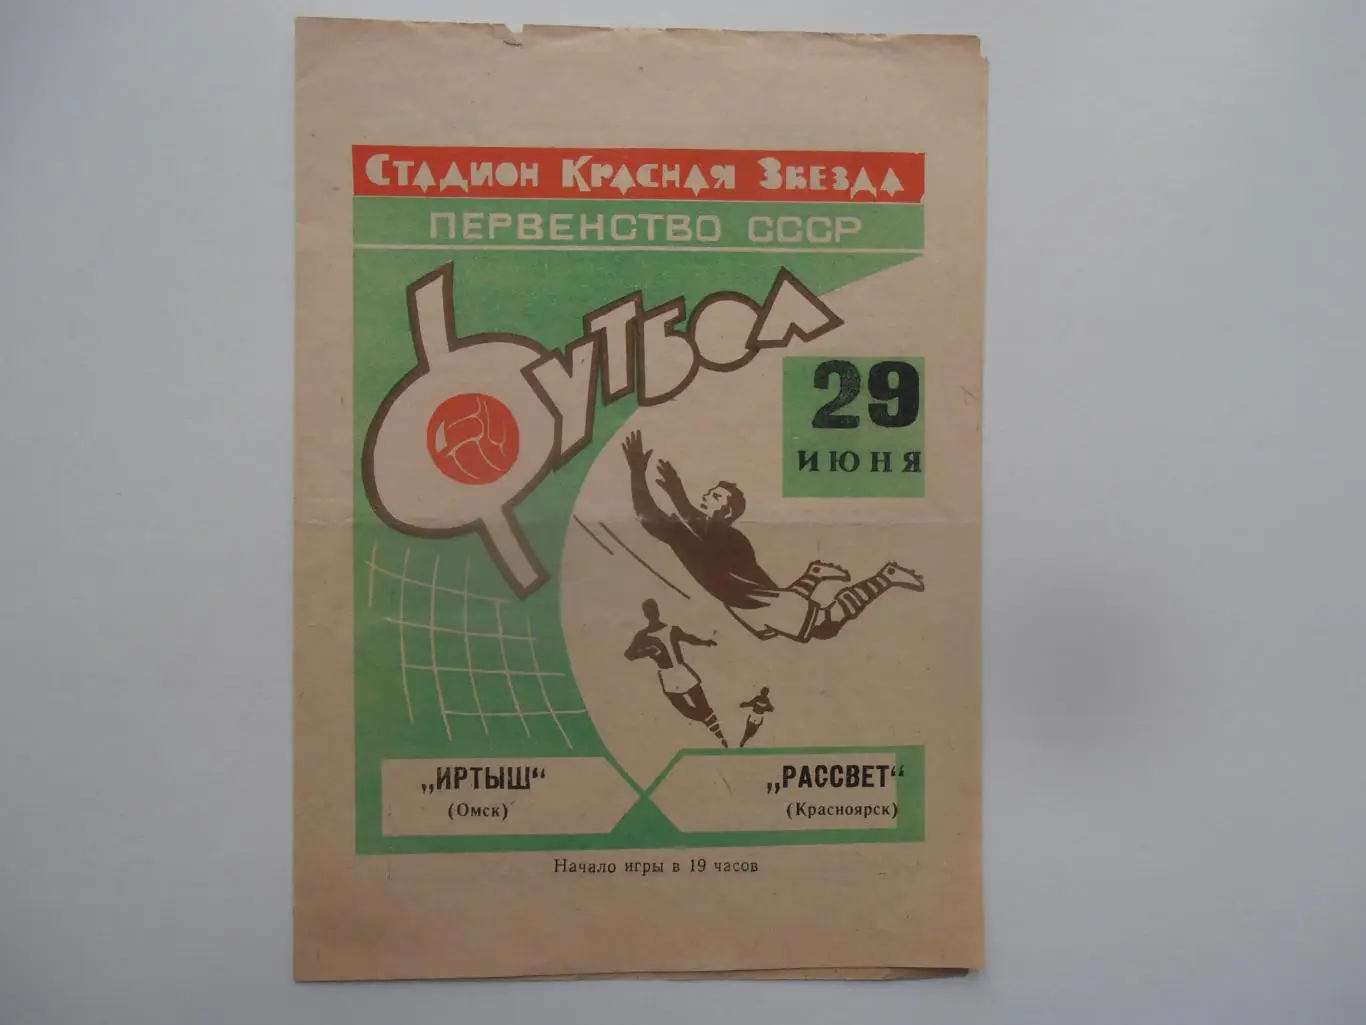 Стадион Красная Звезда
ПЕРВЕНСТВО СССР
ФУТБОЛ
29
ИЮНЯ
„ИРТЫШ“
(Омск)
„РАССВЕТ“
(Красноярск)
Начало игры в 19 часов